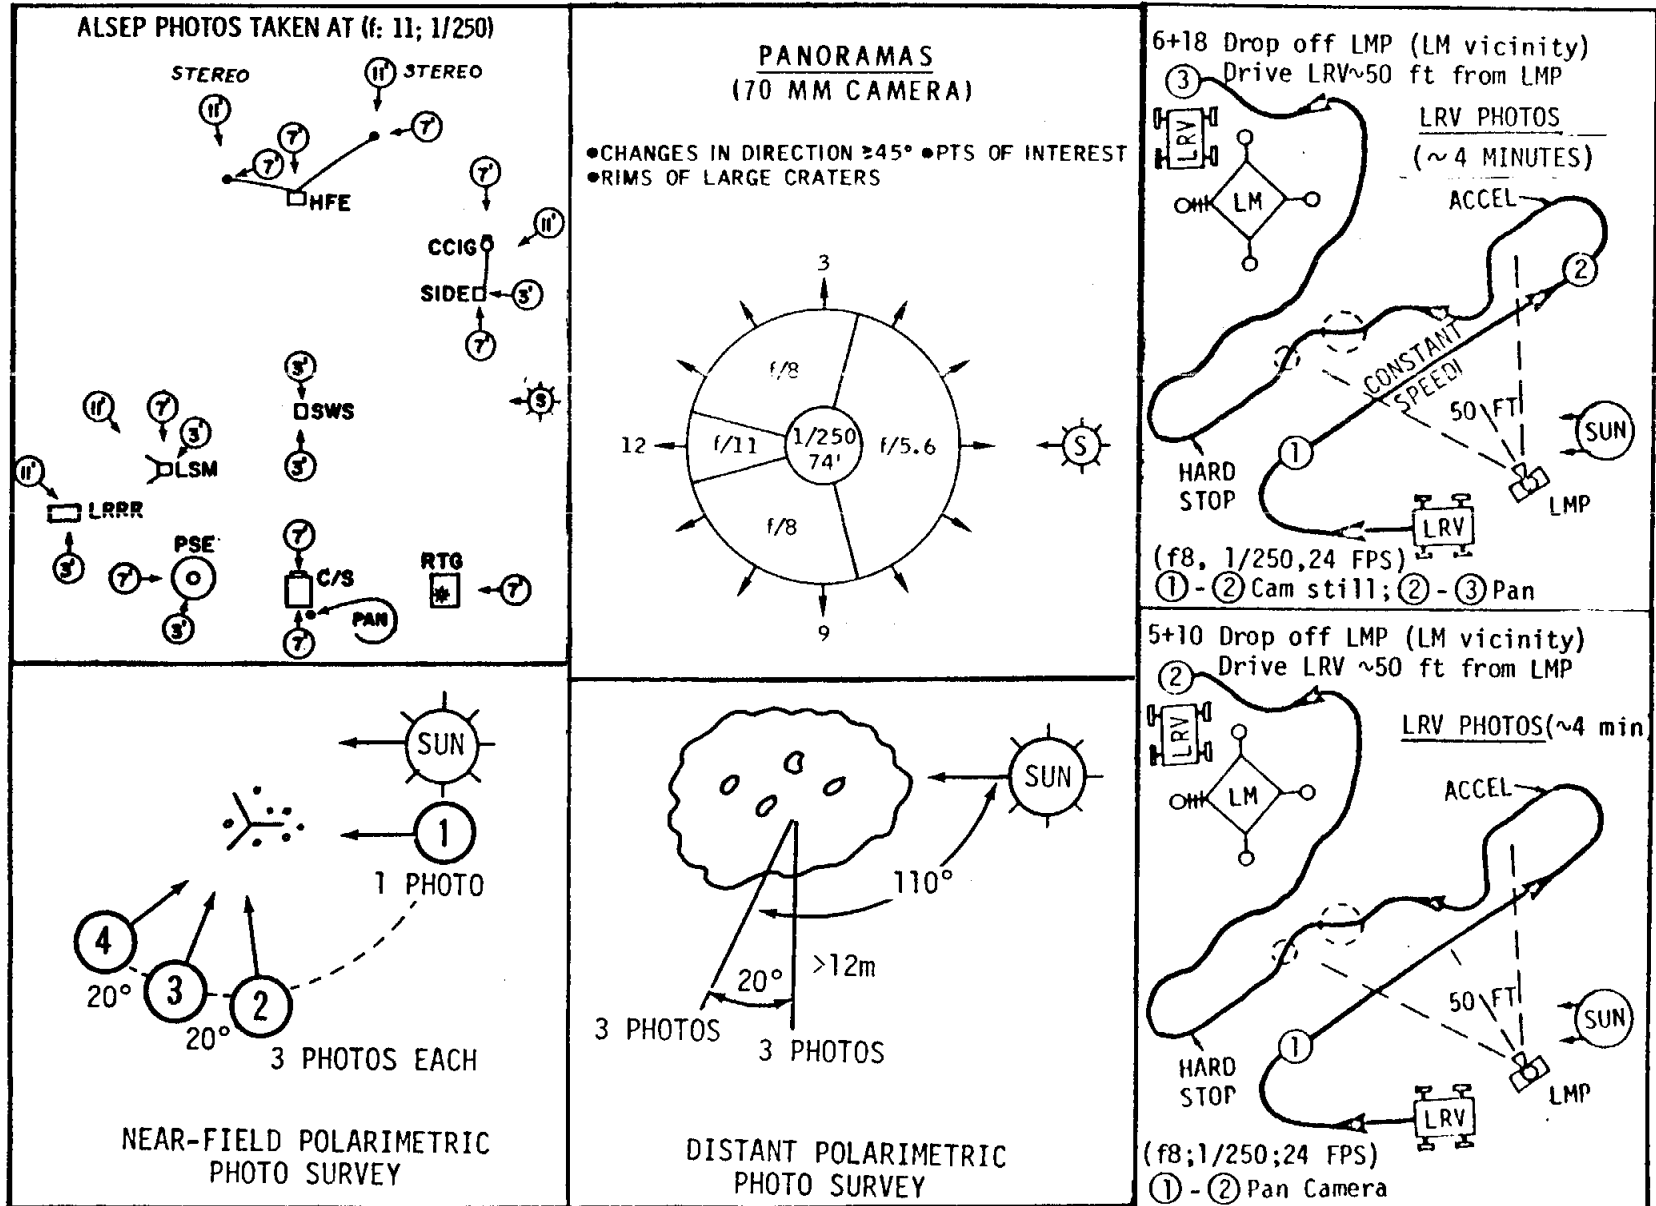 ALSEP PHOTOS TAKEN AT (f: 11; 1/250)
STEREO
11' STEREO
11'
7'
7'
7'
HFE
7'
11'
CCIG
SIDE
3'
7'
3'
SWS
3'
S
11'
7'
3'
LSM
11'
LRRR
3'
PSE
7'
3'
7'
C/S
7'
PAN
RTG
7'
PANORAMAS
(70 MM CAMERA)
●CHANGES IN DIRECTION ≥45° ●PTS OF INTEREST
●RIMS OF LARGE CRATERS
3
f/8
12
f/11
1/250
74'
f/5.6
S
f/8
9
6+18 Drop off LMP (LM vicinity)
3 Drive LRV~50 ft from LMP
LRV
LM
LRV PHOTOS
(~ 4 MINUTES)
ACCEL
2
CONSTANT
SPEED!
50 FT
SUN
1
HARD
STOP
LMP
LRV
(f8, 1/250,24 FPS)
1 - 2 Cam still; 2 - 3 Pan
SUN
1
1 PHOTO
4
3
2
20°
20°
3 PHOTOS EACH
NEAR-FIELD POLARIMETRIC
PHOTO SURVEY
SUN
110°
20°
>12m
3 PHOTOS
3 PHOTOS
DISTANT POLARIMETRIC
PHOTO SURVEY
5+10 Drop off LMP (LM vicinity)
2 Drive LRV ~50 ft from LMP
LRV
LM
LRV PHOTOS(~4 min
ACCEL
50 FT
SUN
1
HARD
STOP
LMP
LRV
(f8;1/250;24 FPS)
1 - 2 Pan Camera